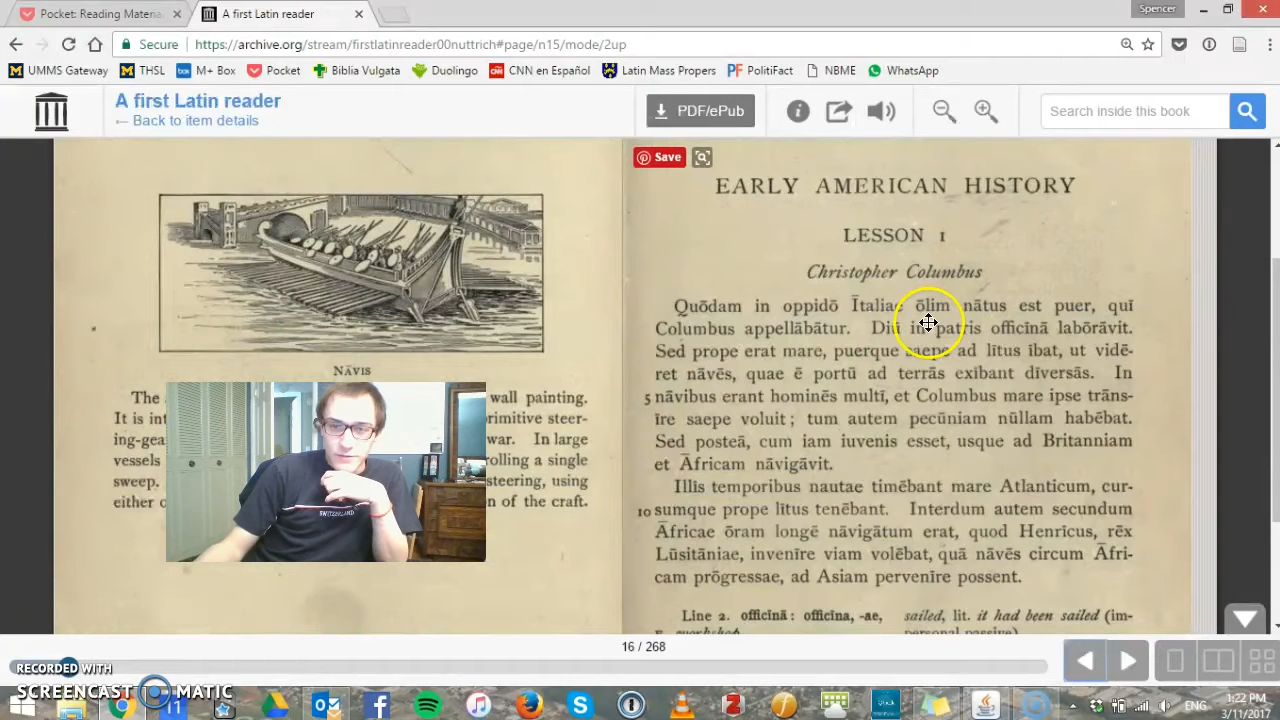 Pocket: Reading Materia
A first Latin reader
Spencer
Secure
https://archive.org/stream/firstlatinreader00nuttrich#page/n15/mode/2up
UMMS Gateway
THSL
M+ Box
Pocket
Biblia Vulgata
Duolingo
CNN en Español
Latin Mass Propers
PolitiFact
NBME
WhatsApp
A first Latin reader
← Back to item details
PDF/ePub
Search inside this book
Save
NĀVIS
The
wall painting.
It is
primitive steer-
ing-gea
war. In large
vessels
rolling a single
sweep.
steering, using
either
n of the craft.
EARLY AMERICAN HISTORY
LESSON 1
Christopher Columbus
Quōdam in oppidō Ītaliae ōlim nātus est puer, quī
Columbus appellābātur. Diū in patris officīnā labōrāvit.
Sed prope erat mare, puerque saepe ad lītus ībat, ut vidē-
ret nāvēs, quae ē portū ad terrās exībant dīversās. In
5 nāvibus erant hominēs multī, et Columbus mare ipse trāns-
īre saepe voluit; tum autem pecūniam nūllam habēbat.
Sed posteā, cum iam iuvenis esset, usque ad Britanniam
et Āfricam nāvigāvit.
Illīs temporibus nautae timēbant mare Atlanticum, cur-
10 sumque prope lītus tenēbant. Interdum autem secundum
Āfricae ōram longē nāvigātum erat, quod Henrīcus, rēx
Lūsitāniae, invenīre viam volēbat, quā nāvēs circum Āfri-
cam prōgressae, ad Asiam pervenīre possent.
Line 2. officīnā: officīna, -ae,
sailed, lit. it had been sailed (im-
F. workshop
personal passive)
SWITZERLAND
16 / 268
RECORDED WITH
SCREENCAST MATIC
1:22 PM
3/11/2017